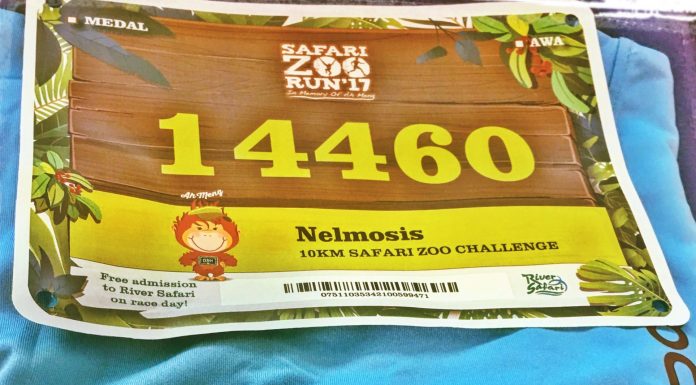 MEDAL
AWA
SAFARI
ZOO
RUN'17
In Memory Of Ah Meng
14460
Ah Meng
Nelmosis
10KM SAFARI ZOO CHALLENGE
Free admission
to River Safari
on race day!
07511035342100599471
River
Safari